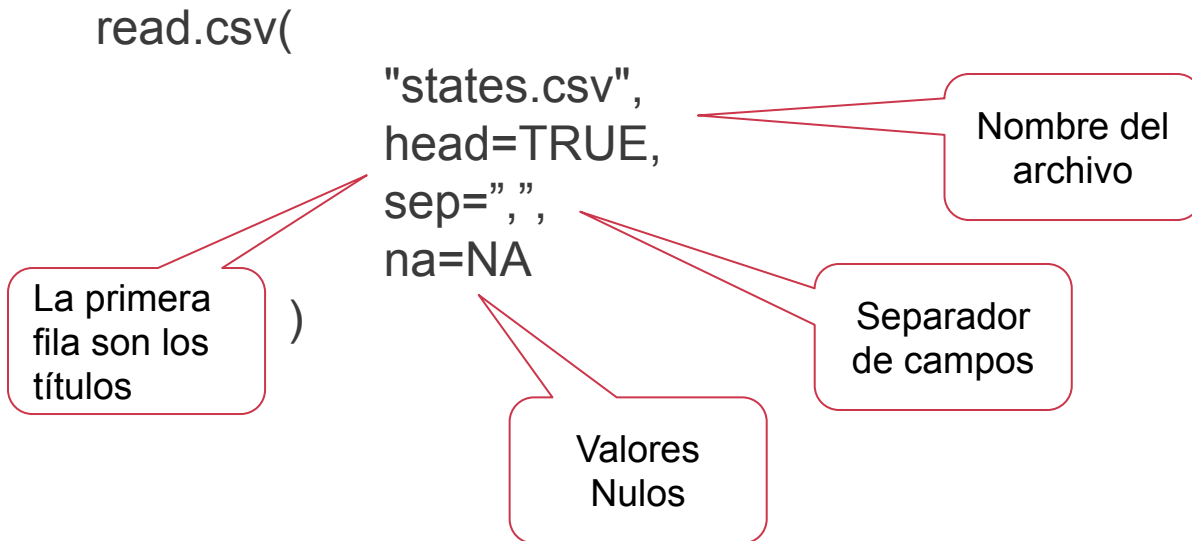 read.csv(
"states.csv",
head=TRUE,
sep=”,”,
na=NA
)
Nombre del
archivo
La primera
fila son los
títulos
Separador
de campos
Valores
Nulos